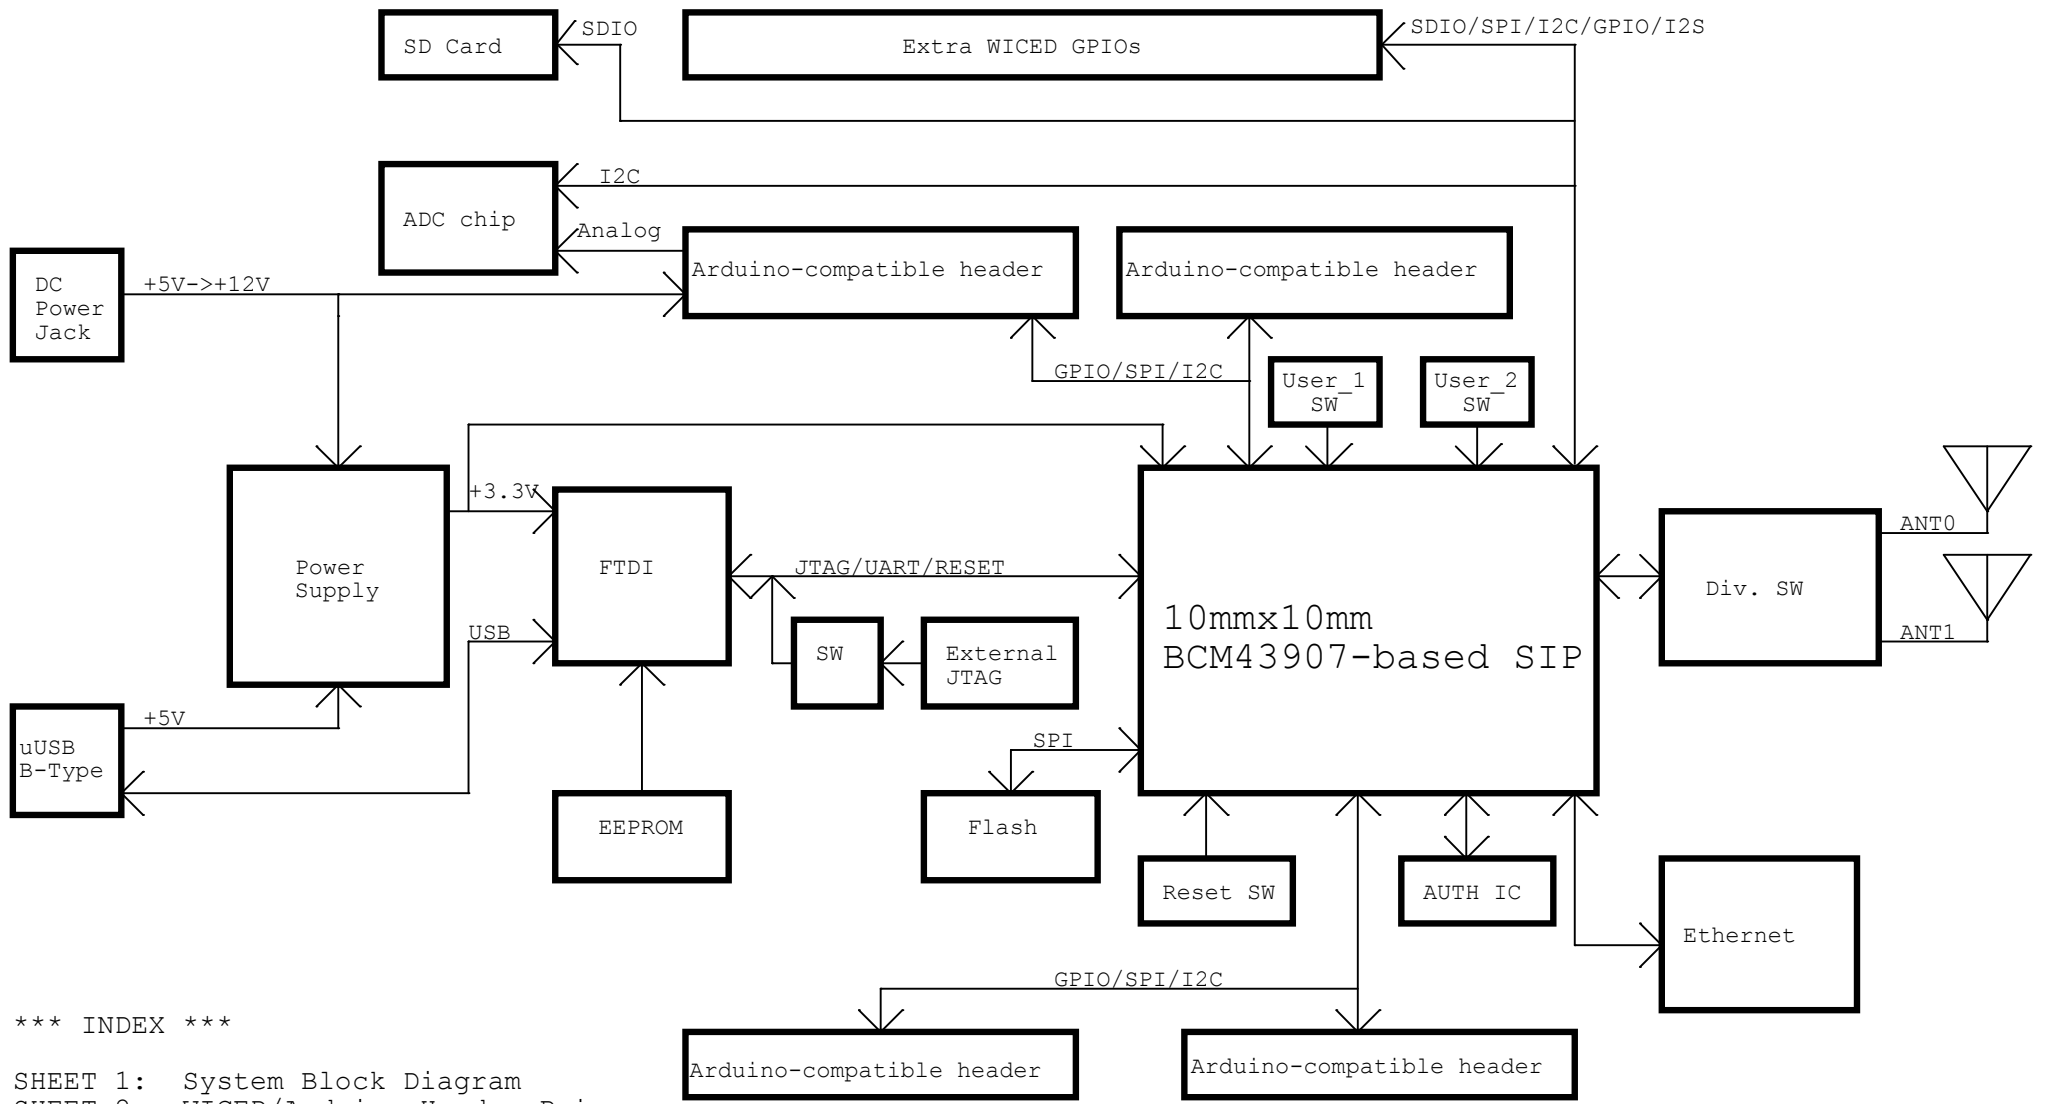 SDIO
SD Card
Extra WICED GPIOs
SDIO/SPI/I2C/GPIO/I2S
I2C
ADC chip
Analog
Arduino-compatible header
Arduino-compatible header
DC
Power
Jack
+5V->+12V
GPIO/SPI/I2C
User_1
SW
User_2
SW
+3.3V
Power
Supply
FTDI
JTAG/UART/RESET
USB
SW
External
JTAG
10mmx10mm
BCM43907-based SIP
Div. SW
ANT0
ANT1
+5V
uUSB
B-Type
SPI
EEPROM
Flash
Reset SW
AUTH IC
Ethernet
GPIO/SPI/I2C
Arduino-compatible header
Arduino-compatible header
*** INDEX ***
SHEET 1:  System Block Diagram